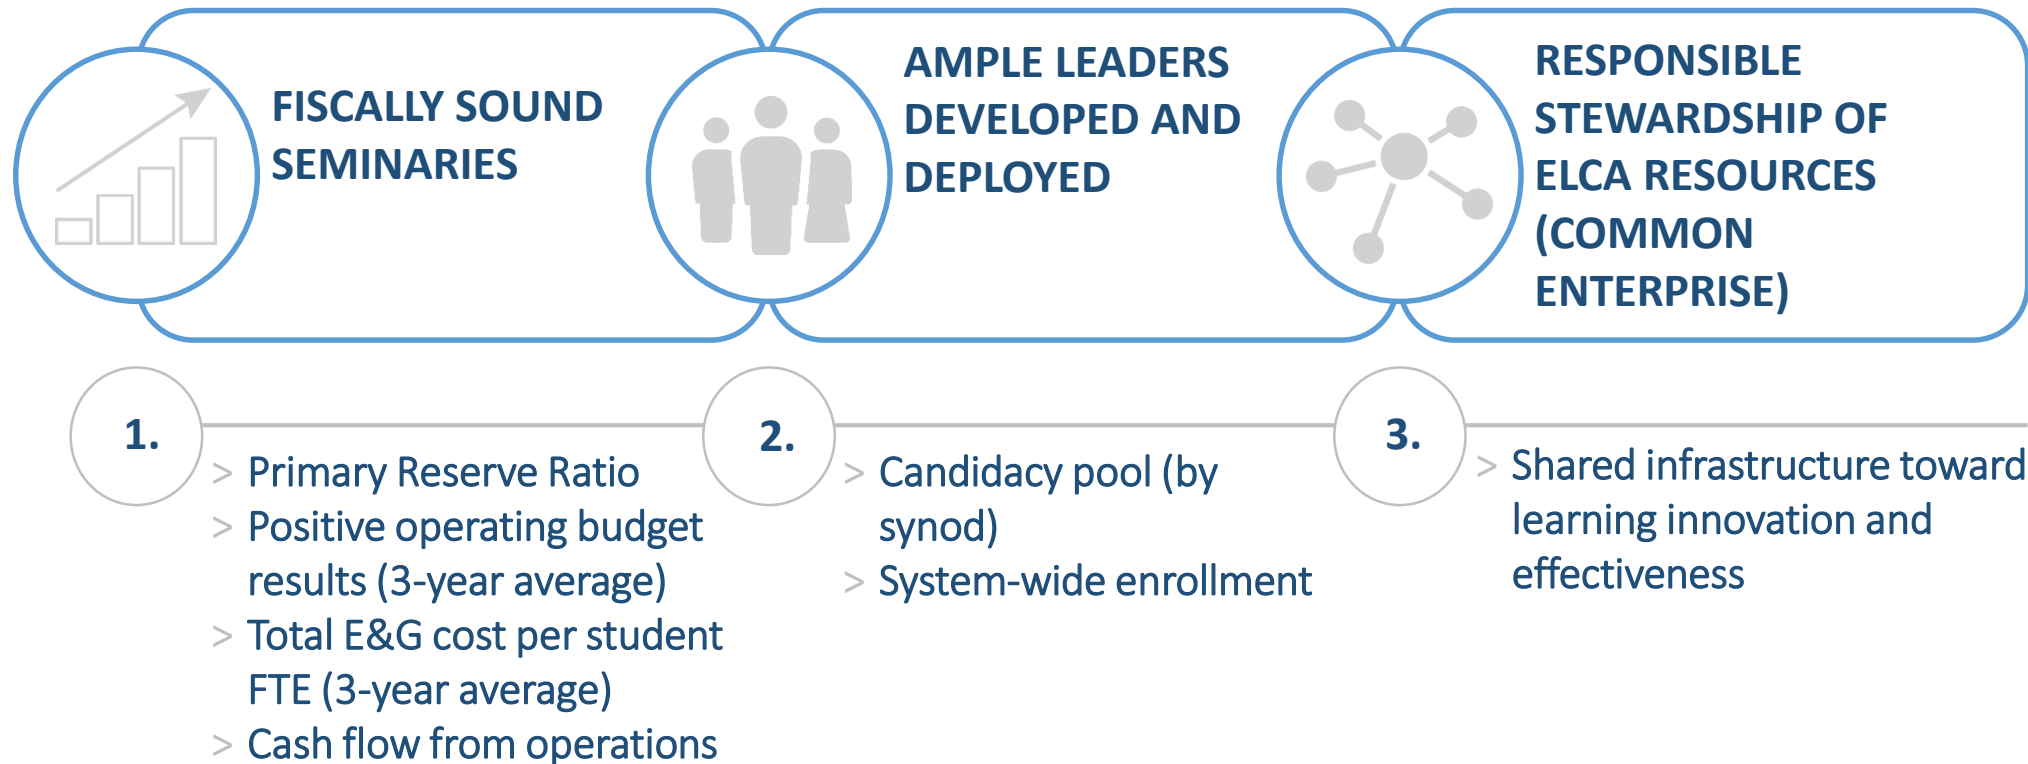 FISCALLY SOUND
SEMINARIES
AMPLE LEADERS
DEVELOPED AND
DEPLOYED
RESPONSIBLE
STEWARDSHIP OF
ELCA RESOURCES
(COMMON
ENTERPRISE)
1.
> Primary Reserve Ratio
> Positive operating budget
results (3-year average)
> Total E&G cost per student
FTE (3-year average)
> Cash flow from operations
2.
> Candidacy pool (by
synod)
> System-wide enrollment
3.
> Shared infrastructure toward
learning innovation and
effectiveness